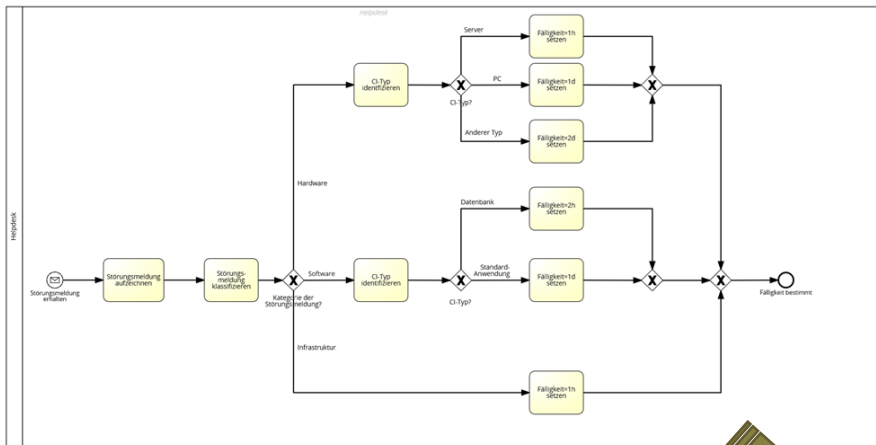 Helpdesk
Helpdesk
Störungsmeldung
erhalten
Störungsmeldung
aufzeichnen
Störungs-
meldung
klassifizieren
Kategorie der
Störungsmeldung?
Hardware
CI-Typ
identifizieren
CI-Typ?
Server
Fälligkeit=1h
setzen
PC
Fälligkeit=1d
setzen
Anderer Typ
Fälligkeit=2d
setzen
Software
CI-Typ
identifizieren
CI-Typ?
Datenbank
Fälligkeit=2h
setzen
Standard-
Anwendung
Fälligkeit=1d
setzen
Infrastruktur
Fälligkeit=1h
setzen
Fälligkeit bestimmt